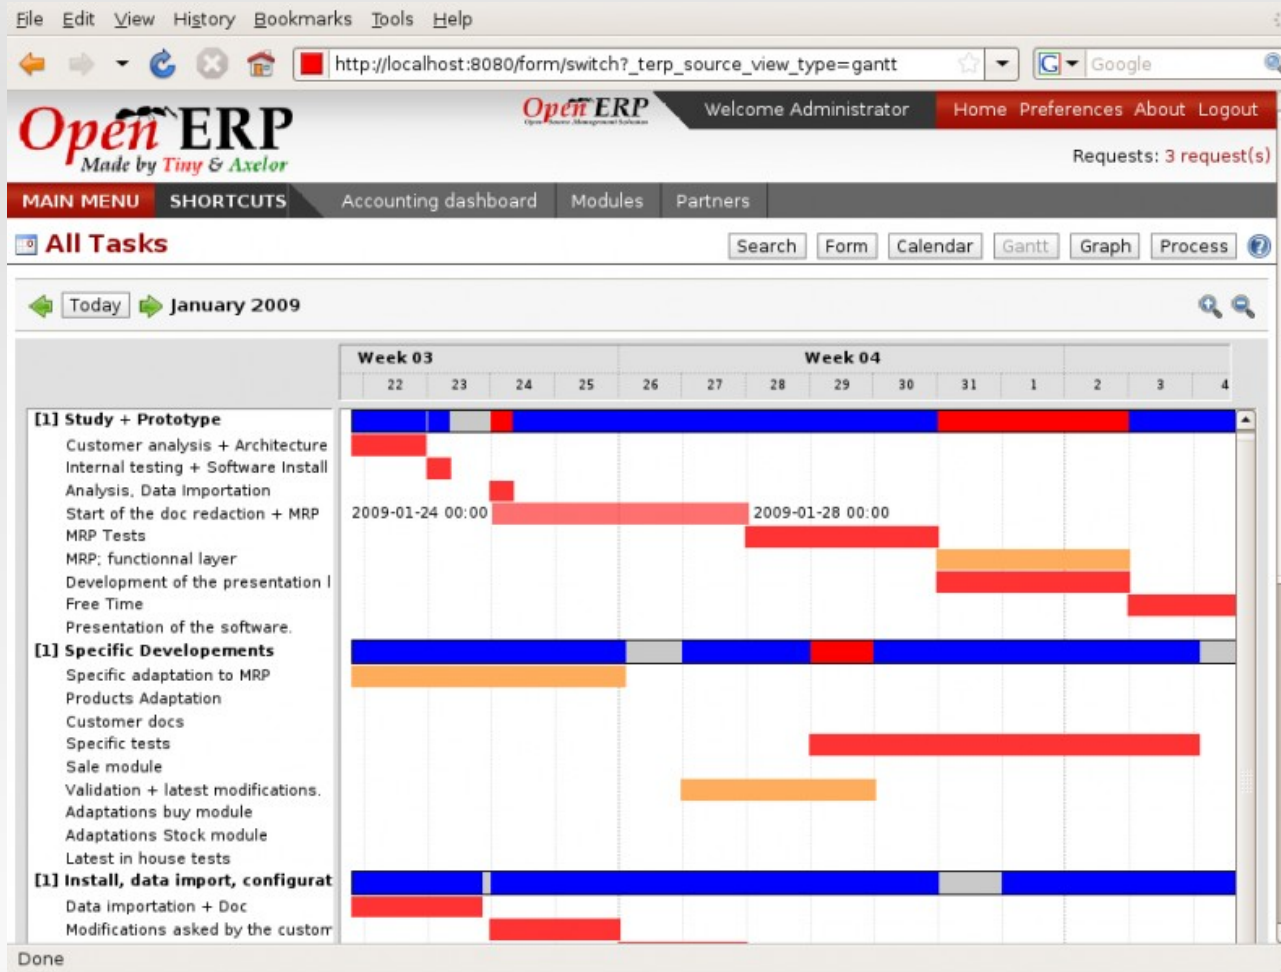 File Edit View History Bookmarks Tools Help
http://localhost:8080/form/switch?_terp_source_view_type=gantt G Google
Open ERP
Made by Tiny & Axelor
Open ERP Welcome Administrator Home Preferences About Logout
Open Source Management Solution
Requests: 3 request(s)
MAIN MENU SHORTCUTS Accounting dashboard Modules Partners
All Tasks Search Form Calendar Gantt Graph Process ?
Today January 2009
Week 03 Week 04
22 23 24 25 26 27 28 29 30 31 1 2 3 4
[1] Study + Prototype
Customer analysis + Architecture
Internal testing + Software Install
Analysis, Data Importation
Start of the doc redaction + MRP 2009-01-24 00:00 2009-01-28 00:00
MRP Tests
MRP; functionnal layer
Development of the presentation l
Free Time
Presentation of the software.
[1] Specific Developements
Specific adaptation to MRP
Products Adaptation
Customer docs
Specific tests
Sale module
Validation + latest modifications.
Adaptations buy module
Adaptations Stock module
Latest in house tests
[1] Install, data import, configurat
Data importation + Doc
Modifications asked by the custom
Done